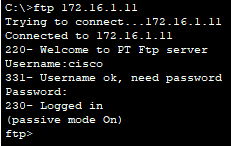 C:\>ftp 172.16.1.11
Trying to connect...172.16.1.11
Connected to 172.16.1.11
220- Welcome to PT Ftp server
Username:cisco
331- Username ok, need password
Password:
230- Logged in
(passive mode On)
ftp>